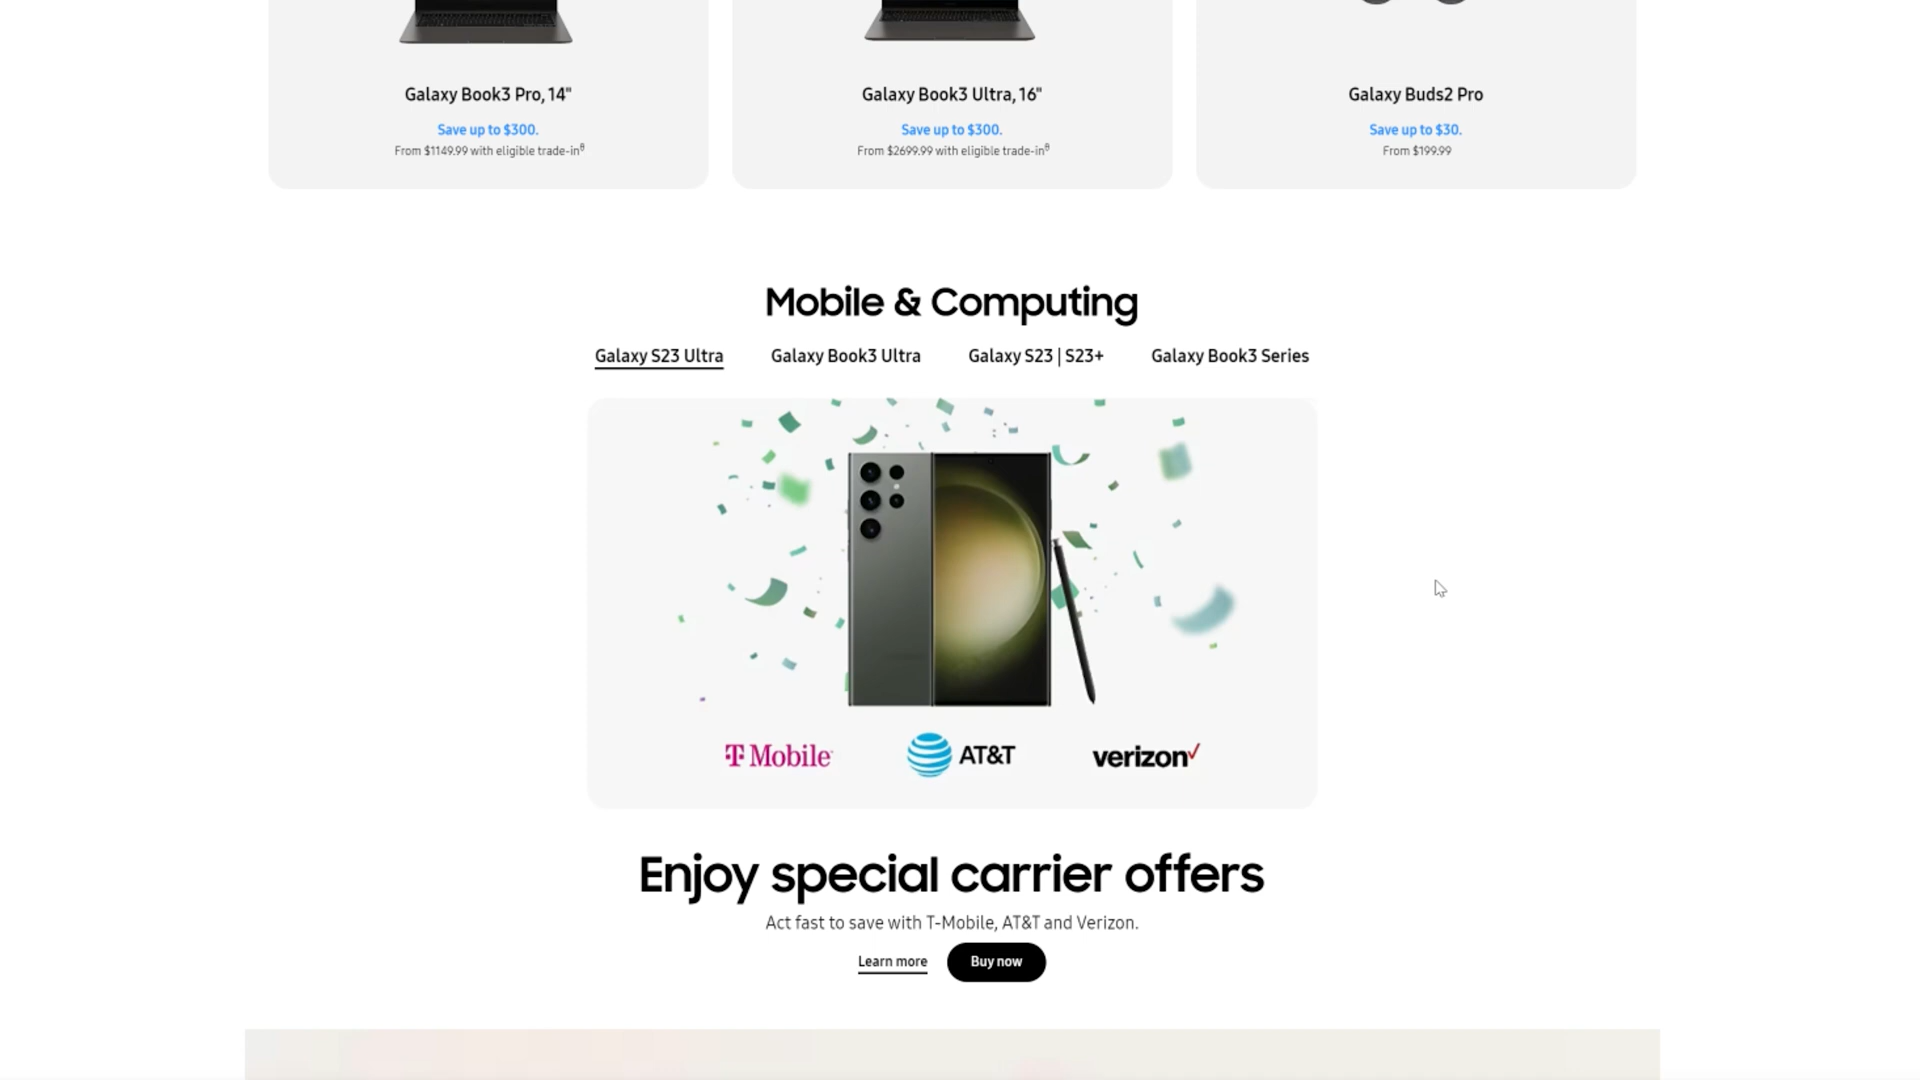 Galaxy Book3 Pro, 14"
Save up to $300.
From $1149.99 with eligible trade-inθ
Galaxy Book3 Ultra, 16"
Save up to $300.
From $2699.99 with eligible trade-inθ
Galaxy Buds2 Pro
Save up to $30.
From $199.99
Mobile & Computing
Galaxy S23 Ultra
Galaxy Book3 Ultra
Galaxy S23 | S23+
Galaxy Book3 Series
T Mobile
AT&T
verizon
Enjoy special carrier offers
Act fast to save with T-Mobile, AT&T and Verizon.
Learn more
Buy now